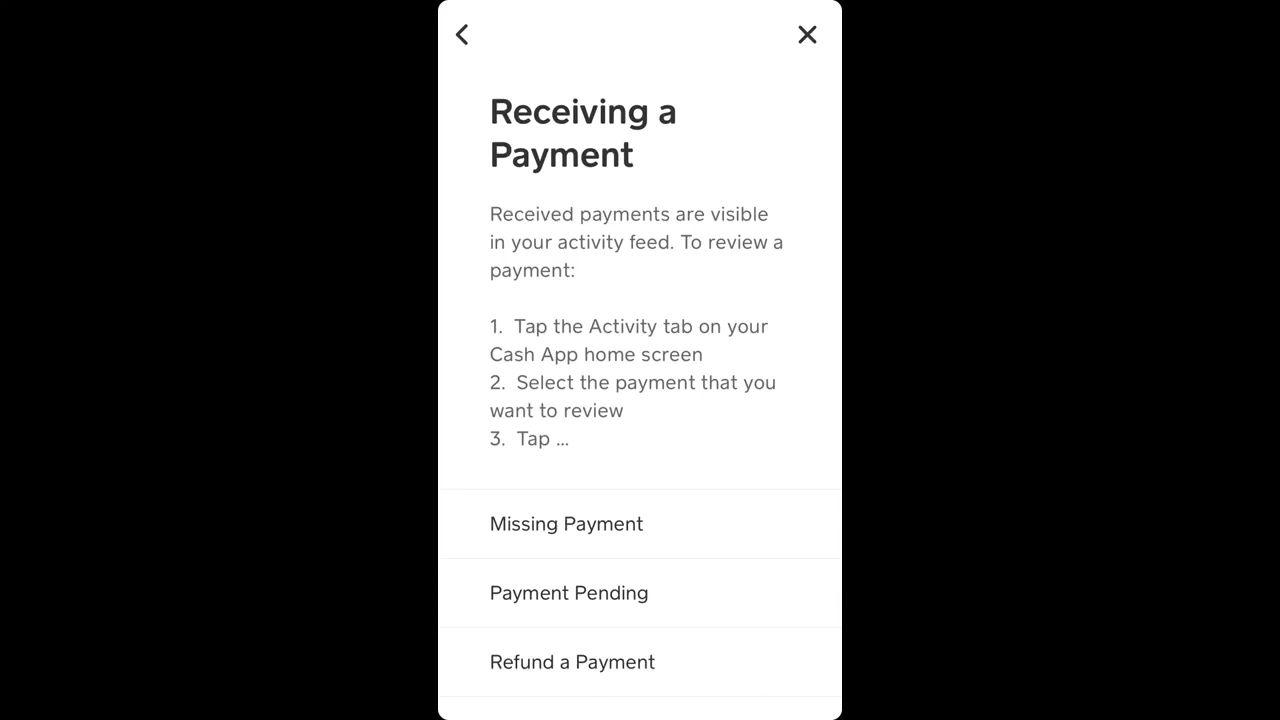 Receiving a
Payment
Received payments are visible
in your activity feed. To review a
payment:
1. Tap the Activity tab on your
Cash App home screen
2. Select the payment that you
want to review
3. Tap ...
Missing Payment
Payment Pending
Refund a Payment